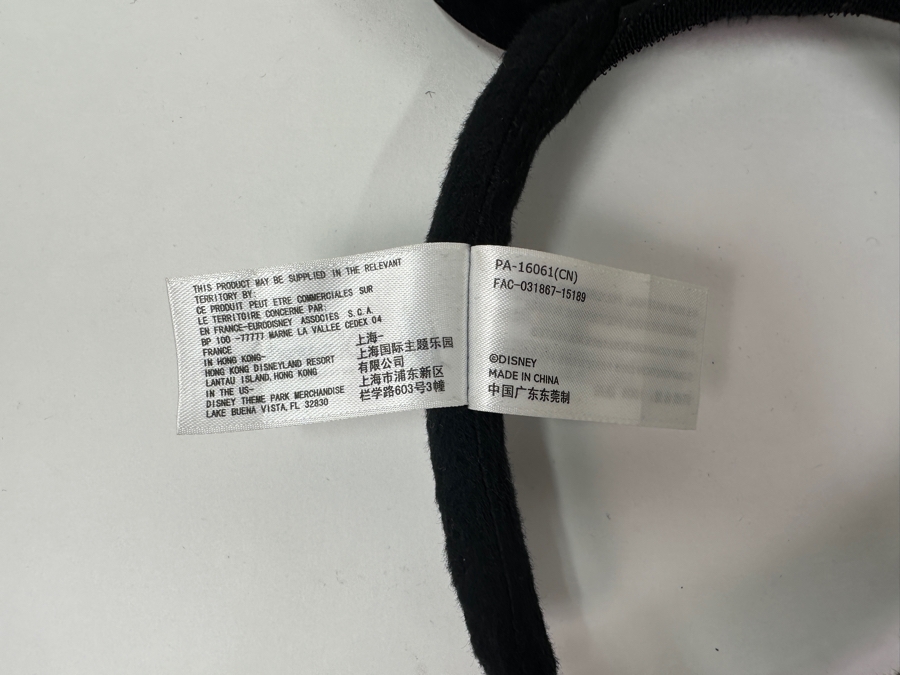 THIS PRODUCT MAY BE SUPPLIED IN THE RELEVANT
TERRITORY BY
CE PRODUIT PEUT ETRE COMMERCIALES SUR
LE TERRITOIRE CONCERNE PAR:
EN FRANCE-EURODISNEY ASSOCIES S.C.A.
BP 100 -77777 MARNE LA VALLEE CEDEX 04
FRANCE
IN HONG KONG-
HONG KONG DISNEYLAND RESORT
LANTAU ISLAND, HONG KONG
IN THE US-
DISNEY THEME PARK MERCHANDISE
LAKE BUENA VISTA, FL 32830
上海-
上海国际主题乐园
有限公司
上海市浦东新区
栏学路603号3幢
PA-16061(CN)
FAC-031867-15189
©DISNEY
MADE IN CHINA
中国广东东莞制